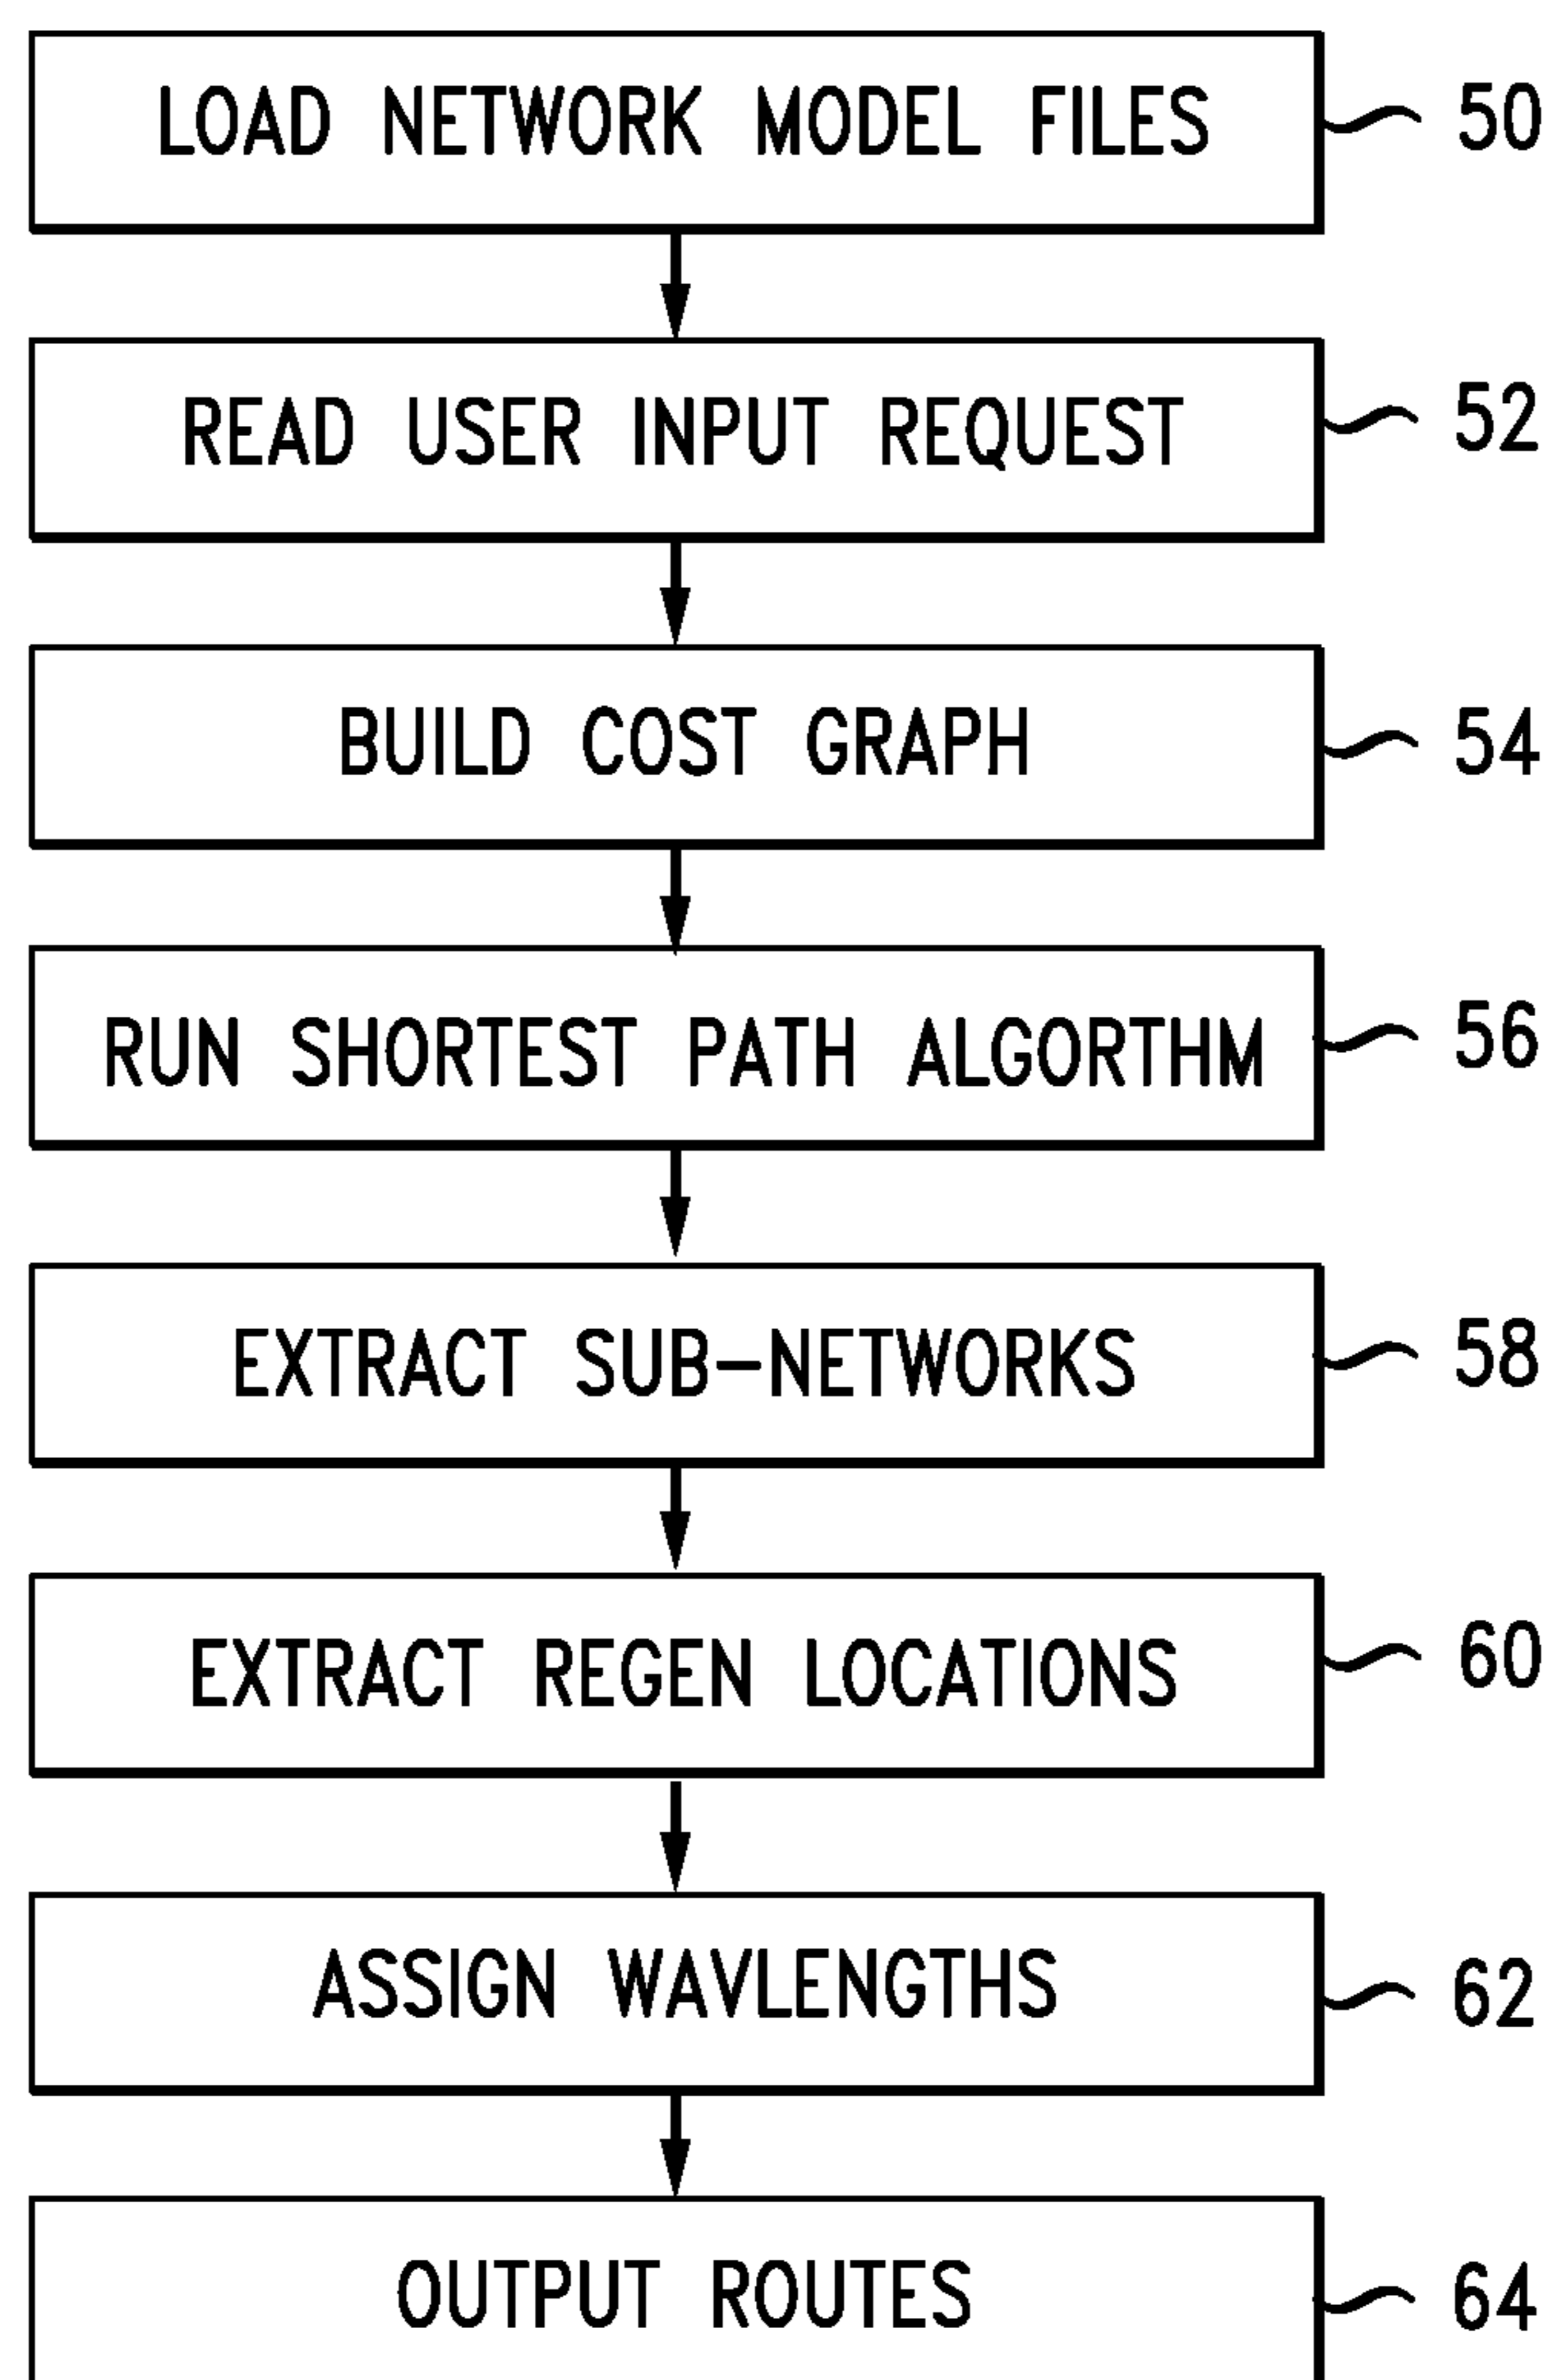 LOAD NETWORK MODEL FILES 50
READ USER INPUT REQUEST 52
BUILD COST GRAPH 54
RUN SHORTEST PATH ALGORTHM 56
EXTRACT SUB-NETWORKS 58
EXTRACT REGEN LOCATIONS 60
ASSIGN WAVLENGTHS 62
OUTPUT ROUTES 64